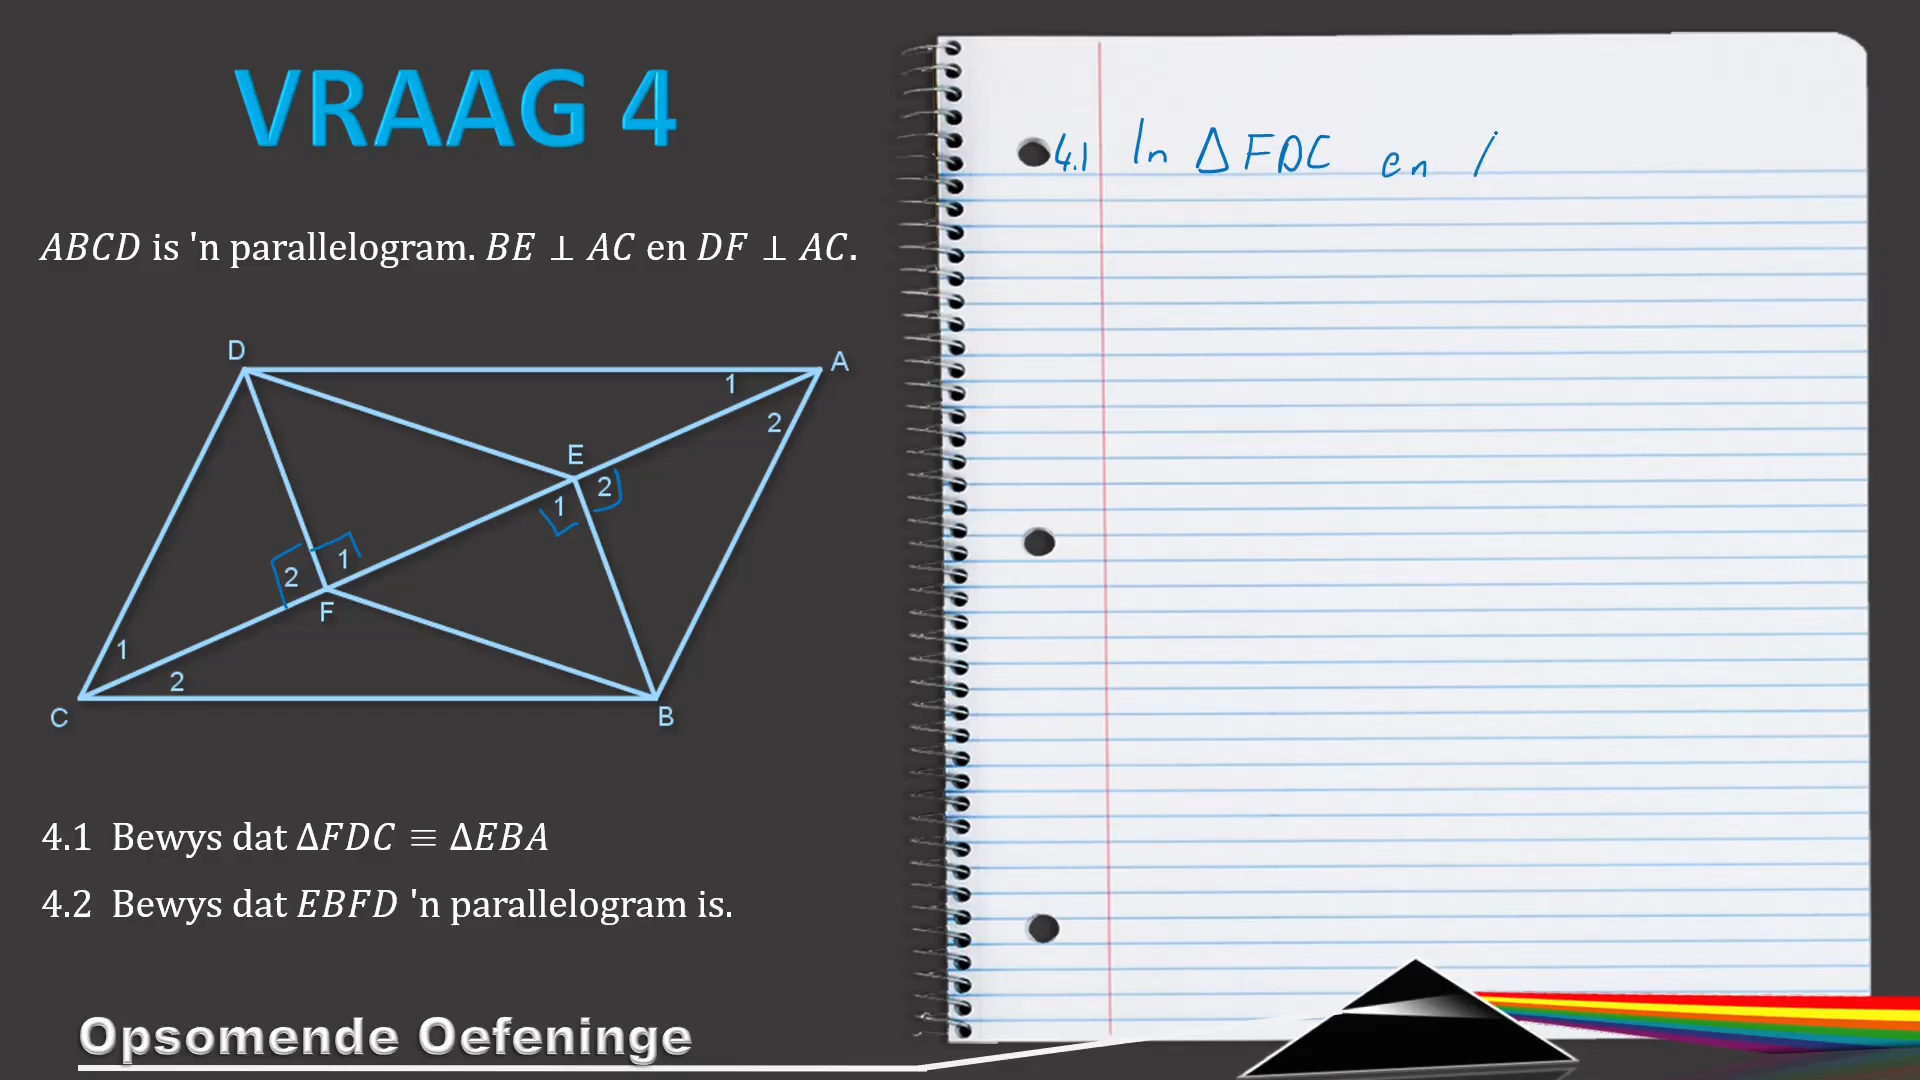 VRAAG 4
ABCD is 'n parallelogram. BE ⊥ AC en DF ⊥ AC.
D
A
1
2
E
1
2
2
1
F
1
2
C
B
4.1 Bewys dat ΔFDC ≡ ΔEBA
4.2 Bewys dat EBFD 'n parallelogram is.
Opsomende Oefeninge
4.1 In Δ FDC en /